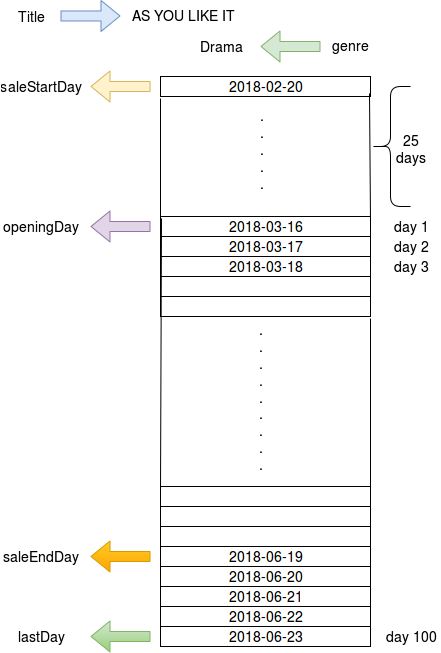 Title AS YOU LIKE IT
Drama genre
saleStartDay 2018-02-20
25
days
openingDay 2018-03-16 day 1
2018-03-17 day 2
2018-03-18 day 3
saleEndDay 2018-06-19
2018-06-20
2018-06-21
2018-06-22
lastDay 2018-06-23 day 100